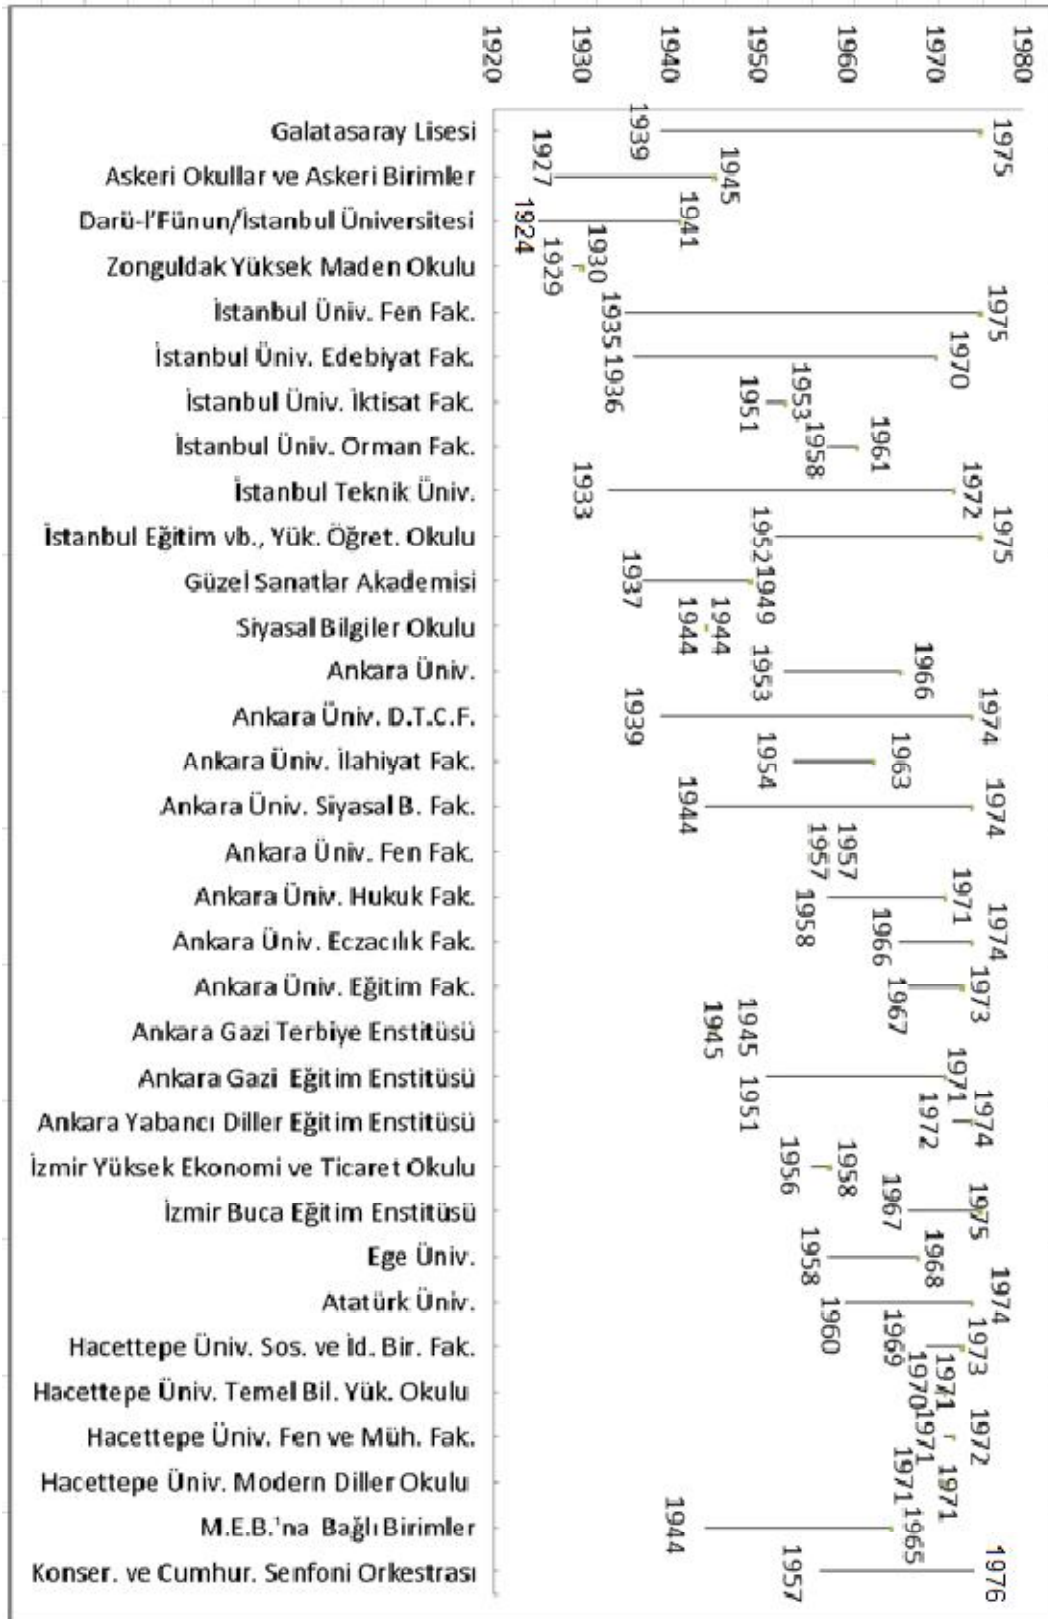 1920 1930 1940 1950 1960 1970 1980
Galatasaray Lisesi 1939 1975
Askeri Okullar ve Askeri Birimler 1927 1945
Darü-l'Fünun/İstanbul Üniversitesi 1924 1941
Zonguldak Yüksek Maden Okulu 1929 1930
İstanbul Üniv. Fen Fak. 1935 1975
İstanbul Üniv. Edebiyat Fak. 1936 1970
İstanbul Üniv. İktisat Fak. 1951 1953
İstanbul Üniv. Orman Fak. 1958 1961
İstanbul Teknik Üniv. 1933 1972
İstanbul Eğitim vb., Yük. Öğret. Okulu 1952 1975
Güzel Sanatlar Akademisi 1937 1949
Siyasal Bilgiler Okulu 1944 1944
Ankara Üniv. 1953 1966
Ankara Üniv. D.T.C.F. 1939 1974
Ankara Üniv. İlahiyat Fak. 1954 1963
Ankara Üniv. Siyasal B. Fak. 1944 1974
Ankara Üniv. Fen Fak. 1957 1957
Ankara Üniv. Hukuk Fak. 1958 1971
Ankara Üniv. Eczacılık Fak. 1966 1974
Ankara Üniv. Eğitim Fak. 1967 1973
Ankara Gazi Terbiye Enstitüsü 1945 1945
Ankara Gazi Eğitim Enstitüsü 1951 1971
Ankara Yabancı Diller Eğitim Enstitüsü 1972 1974
İzmir Yüksek Ekonomi ve Ticaret Okulu 1956 1958
İzmir Buca Eğitim Enstitüsü 1967 1975
Ege Üniv. 1958 1968
Atatürk Üniv. 1960 1974
Hacettepe Üniv. Sos. ve İd. Bir. Fak. 1969 1973
Hacettepe Üniv. Temel Bil. Yük. Okulu 1970 1971
Hacettepe Üniv. Fen ve Müh. Fak. 1971 1972
Hacettepe Üniv. Modern Diller Okulu 1971 1971
M.E.B.'na Bağlı Birimler 1944 1965
Konser. ve Cumhur. Senfoni Orkestrası 1957 1976